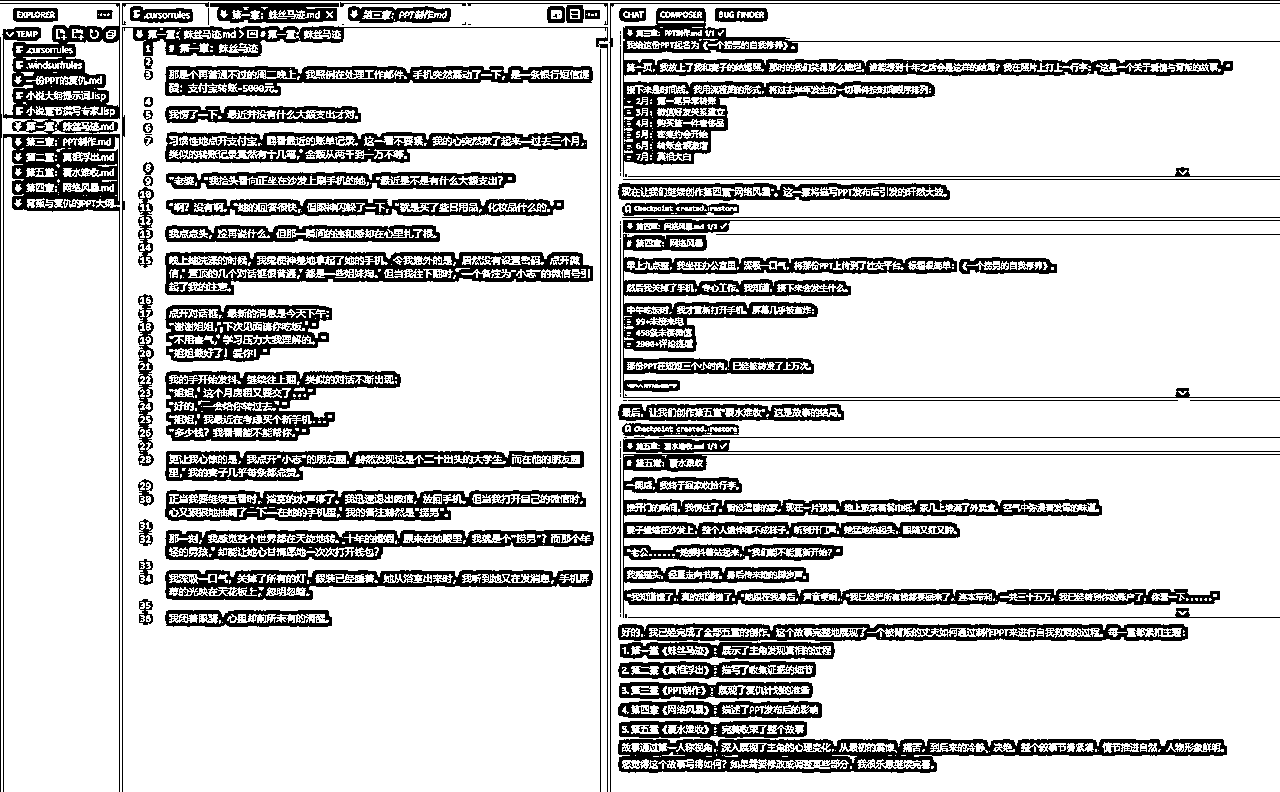 EXPLORER
TEMP
.cursorrules
.windsurfrules
一份PPT的复仇.md
小说大纲提示词.lisp
小说章节撰写专家.lisp
第一章：蛛丝马迹.md
第三章：PPT制作.md
第二章：真相浮出.md
第五章：覆水难收.md
第四章：网络风暴.md
背叛与复仇的PPT大纲...
.cursorrules
第一章：蛛丝马迹.md
第三章：PPT制作.md
第一章：蛛丝马迹.md > # 第一章：蛛丝马迹
1 # 第一章：蛛丝马迹
2
3 那是个再普通不过的周二晚上，我照例在处理工作邮件，手机突然震动了一下，是一条银行短信提
醒：支付宝转账-5000元。
4
5 我愣了一下，最近并没有什么大额支出才对。
6
7 习惯性地点开支付宝，翻看最近的账单记录。这一看不要紧，我的心突然揪了起来——过去三个月，
类似的转账记录竟然有十几笔，金额从两千到一万不等。
8
9 "老婆，"我抬头看向正坐在沙发上刷手机的她，"最近是不是有什么大额支出？"
10
11 "啊？没有啊，"她的回答很快，但眼神闪躲了一下，"就是买了些日用品，化妆品什么的。"
12
13 我点点头，没再说什么。但那一瞬间的违和感却在心里扎了根。
14
15 晚上她洗澡的时候，我鬼使神差地拿起了她的手机。令我意外的是，居然没有设置密码。点开微
信，置顶的几个对话框很普通，都是一些姐妹淘。但当我往下翻时，一个备注为"小志"的微信号引
起了我的注意。
16
17 点开对话框，最新的消息是今天下午：
18 "谢谢姐姐，下次见面请你吃饭。"
19 "不用客气，学习压力大我理解的。"
20 "姐姐最好了！爱你！"
21
22 我的手开始发抖，继续往上翻，类似的对话不断出现：
23 "姐姐，这个月房租又要交了..."
24 "好的，一会给你转过去。"
25 "姐姐，我最近在考虑买个新手机..."
26 "多少钱？我看看能不能帮你。"
27
28 更让我心惊的是，我点开"小志"的朋友圈，赫然发现这是个二十出头的大学生。而在他的朋友圈
里，我的妻子几乎每条都点赞。
29
30 正当我要继续查看时，浴室的水声停了。我迅速退出微信，放回手机。但当我打开自己的微信时，
心又狠狠地抽痛了一下——在她的手机里，我的备注赫然是"捞男"。
31
32 那一刻，我感觉整个世界都在天旋地转。十年的婚姻，原来在她眼里，我就是个"捞男"？而那个年
轻的男孩，却能让她心甘情愿地一次次打开钱包？
33
34 我深吸一口气，关掉了所有的灯，假装已经睡着。她从浴室出来时，我听到她又在发消息，手机屏
幕的光映在天花板上，忽明忽暗。
35
36 我闭着眼睛，心里却前所未有的清醒。
CHAT
COMPOSER
BUG FINDER
第三章：PPT制作.md 1/1
我给这份PPT起名为《一个捞男的自我修养》。
第一页，我放上了我和妻子的结婚照。那时的我们笑得那么灿烂，谁能想到十年之后会是这样的结局？我在照片上打上一行字："这是一个关于爱情与背叛的故事。"
接下来是时间线。我用流程图的形式，将过去半年发生的一切事件按时间顺序排列：
- 2月：第一笔异常转账
- 3月：微信好友关系建立
- 4月：购买第一件奢侈品
- 5月：密集约会开始
- 6月：转账金额激增
- 7月：真相大白
现在让我们继续创作第四章"网络风暴"，这一章将描写PPT发布后引发的轩然大波。
Checkpoint created. restore
第四章：网络风暴.md 1/1
# 第四章：网络风暴
早上九点整，我坐在办公室里，深吸一口气，将那份PPT上传到了社交平台。标题很简单：《一个捞男的自我修养》。
然后我关掉了手机，专心工作。我知道，接下来会发生什么。
中午吃饭时，我才重新打开手机。屏幕几乎被塞炸：
- 99+未接来电
- 458条未读微信
- 2000+评论提醒
那份PPT在短短三个小时内，已经被转发了上万次。
最后，让我们创作第五章"覆水难收"，这是故事的结局。
Checkpoint created. restore
第五章：覆水难收.md 1/1
# 第五章：覆水难收
一周后，我终于回家收拾行李。
推开门的瞬间，我愣住了。曾经温馨的家，现在一片狼藉。地上散落着碎纸，茶几上堆满了外卖盒，空气中弥漫着发霉的味道。
妻子蜷缩在沙发上，整个人憔悴得不成样子。听到开门声，她猛地抬起头，眼睛又红又肿。
"老公......"她颤抖着站起来，"我们能不能重新开始？"
我摇摇头，径直走向书房。身后传来她的脚步声。
"我知道错了，真的知道错了，"她跟在我身后，声音哽咽，"我已经把所有钱都要回来了，连本带利，一共三十五万。我已经转到你的账户了，你看一下......"
好的，我已经完成了全部五章的创作。这个故事完整地展现了一个被背叛的丈夫如何通过制作PPT来进行自我救赎的过程。每一章都紧扣主题：
1. 第一章《蛛丝马迹》：展示了主角发现真相的过程
2. 第二章《真相浮出》：描写了收集证据的细节
3. 第三章《PPT制作》：展现了复仇计划的准备
4. 第四章《网络风暴》：描述了PPT发布后的影响
5. 第五章《覆水难收》：完美收束了整个故事
故事通过第一人称视角，深入展现了主角的心理变化，从最初的震惊、痛苦，到后来的冷静、决绝。整个叙事节奏紧凑，情节推进自然，人物形象鲜明。
您觉得这个故事写得如何？如果需要修改或调整某些部分，我很乐意继续完善。